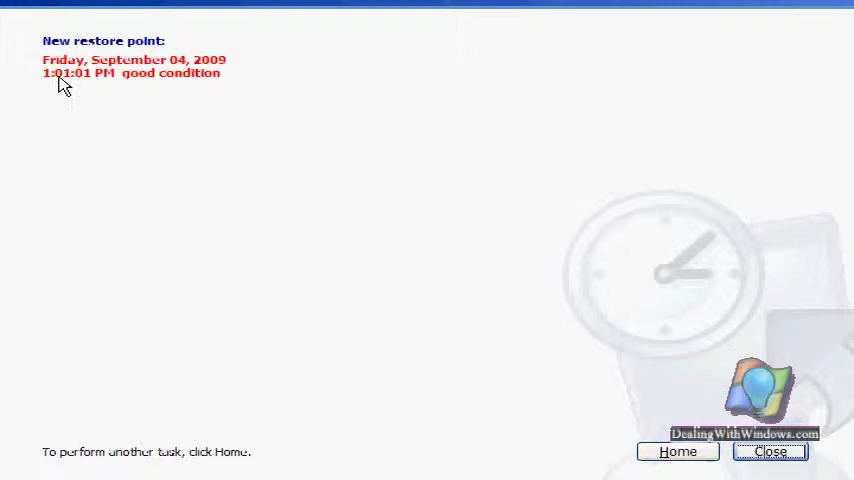 New restore point:
Friday, September 04, 2009
1:01:01 PM good condition
DealingWithWindows.com
To perform another task, click Home.
Home
Close